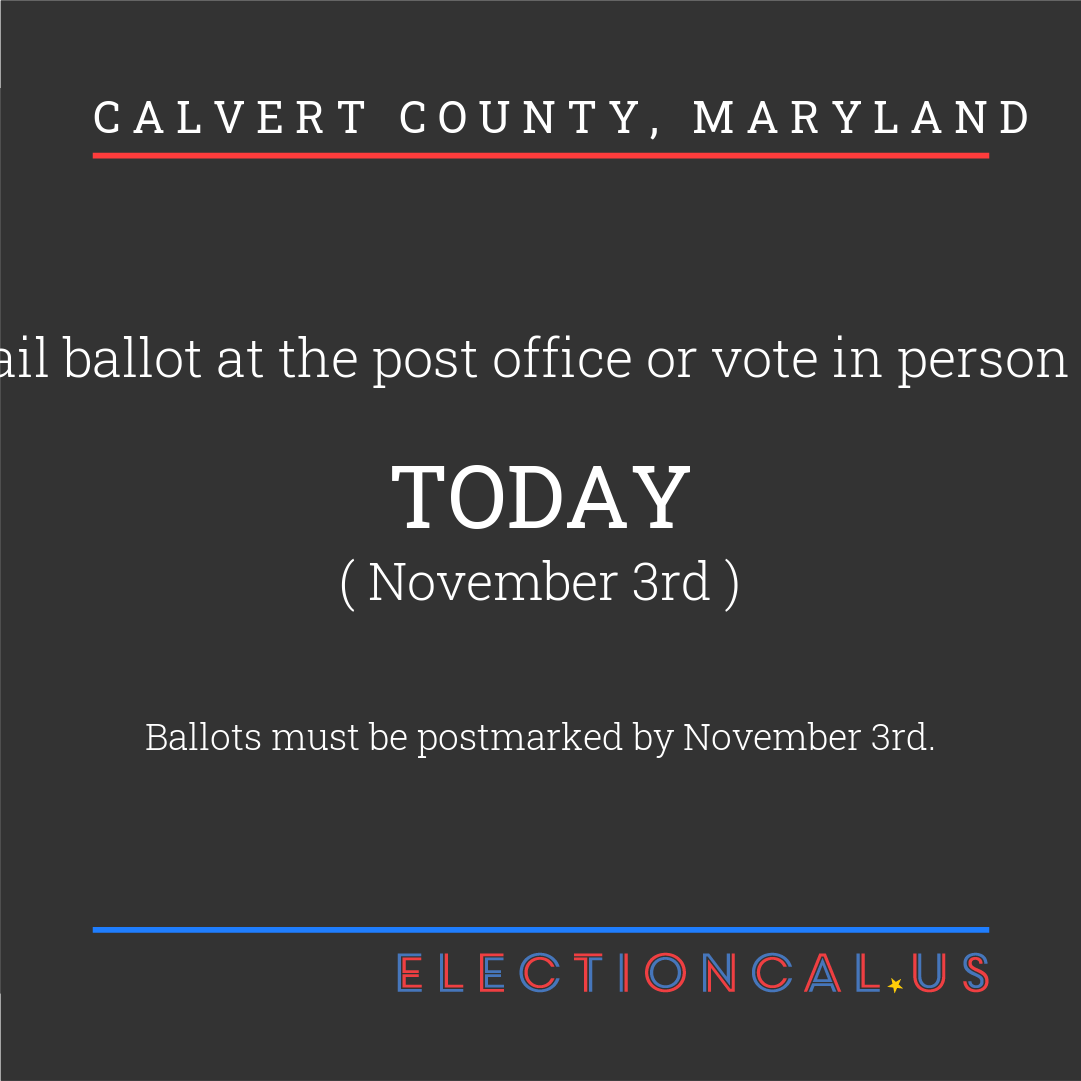 CALVERT COUNTY, MARYLAND
ail ballot at the post office or vote in person
TODAY
( November 3rd )
Ballots must be postmarked by November 3rd.
ELECTIONCAL.US